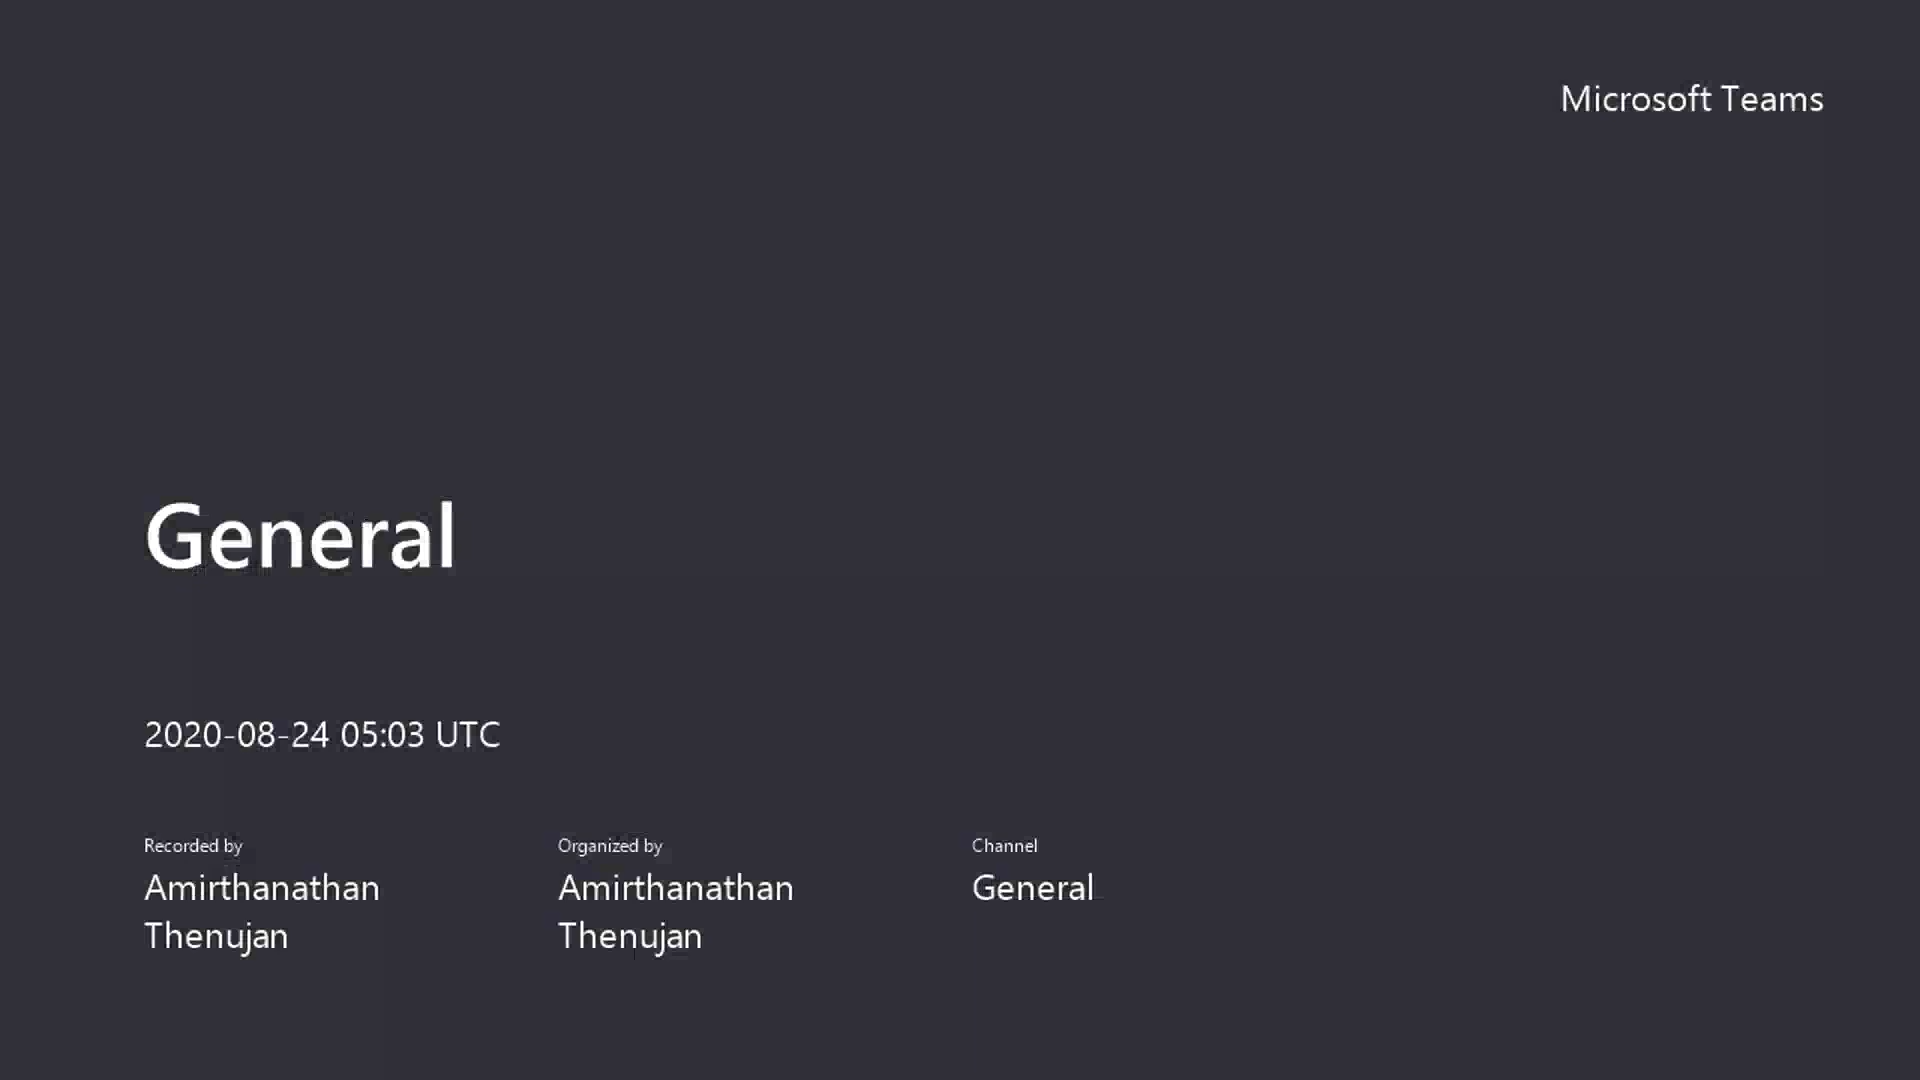 Microsoft Teams
General
2020-08-24 05:03 UTC
Recorded by
Amirthanathan
Thenujan
Organized by
Amirthanathan
Thenujan
Channel
General